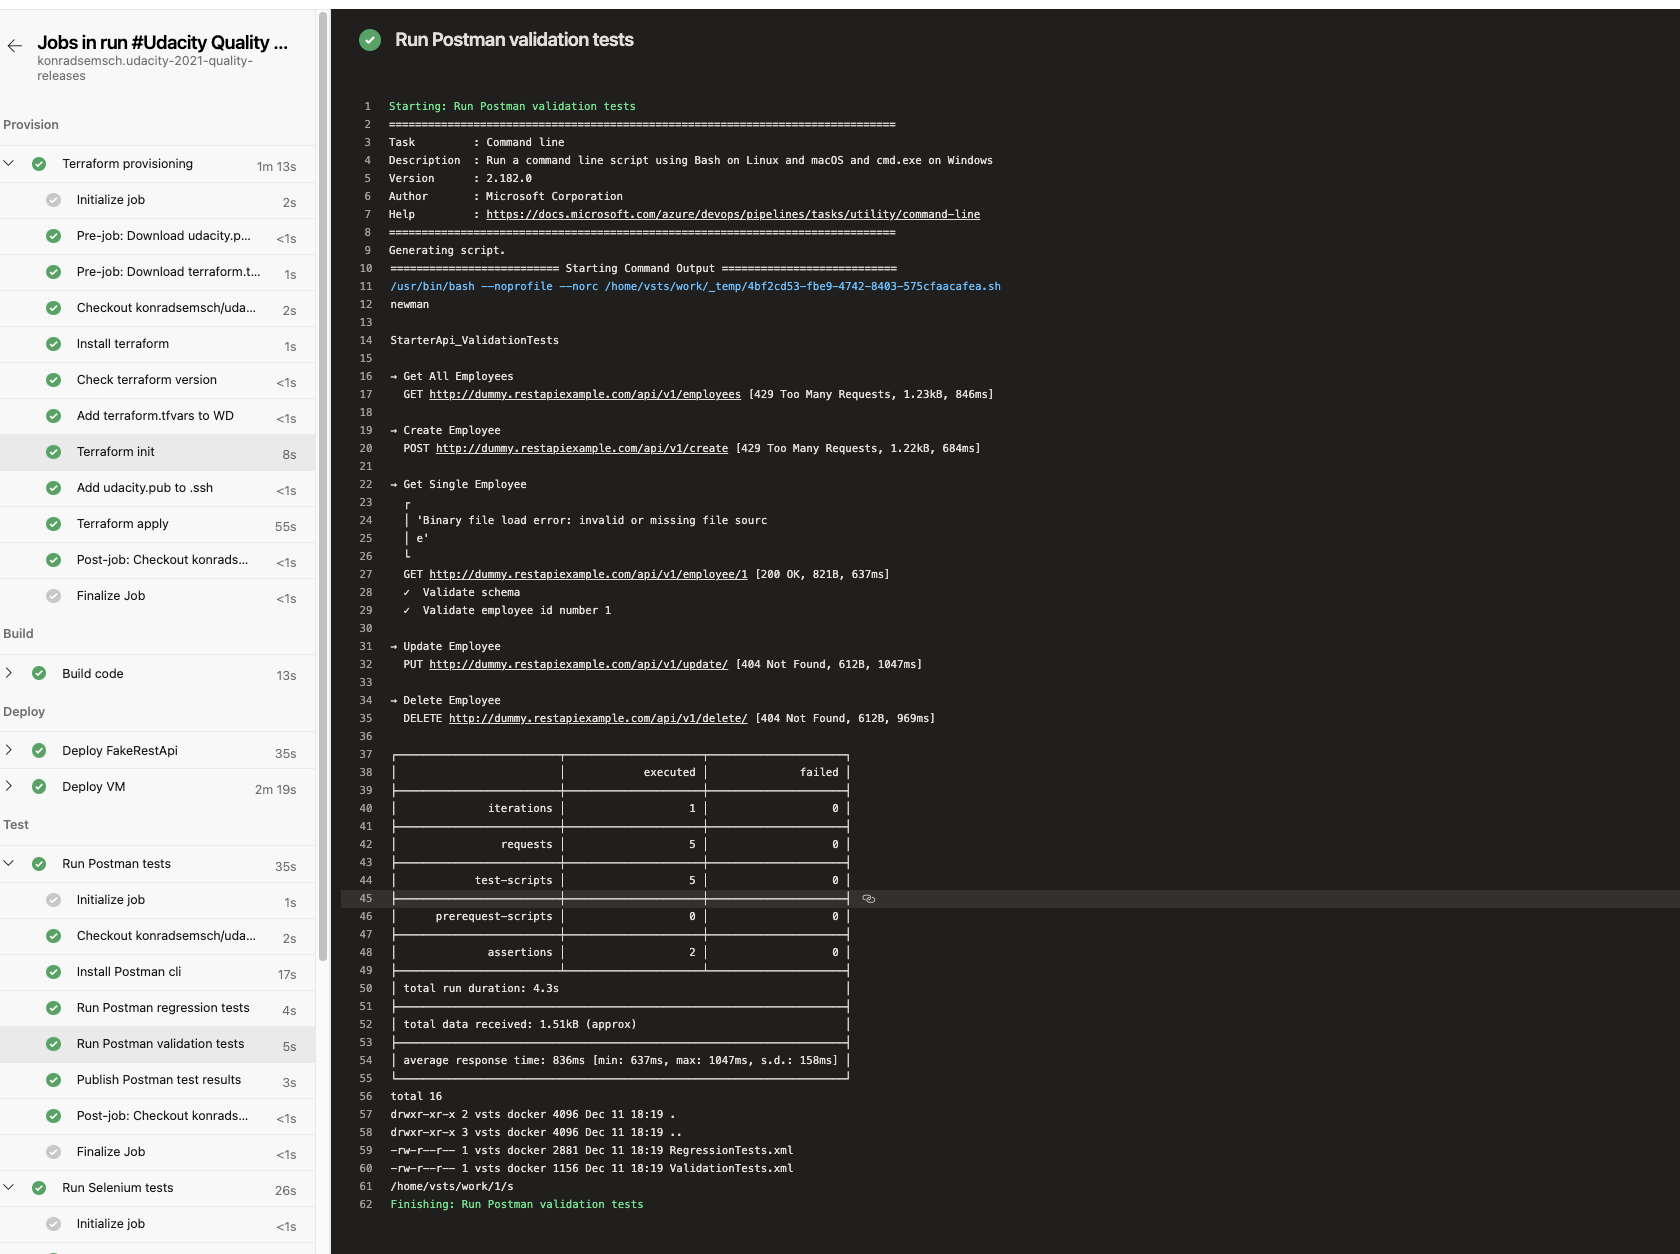 Jobs in run #Udacity Quality ...
konradsemsch.udacity-2021-quality-
releases
Provision
Terraform provisioning 1m 13s
Initialize job 2s
Pre-job: Download udacity.p... <1s
Pre-job: Download terraform.t... 1s
Checkout konradsemsch/uda... 2s
Install terraform 1s
Check terraform version <1s
Add terraform.tfvars to WD <1s
Terraform init 8s
Add udacity.pub to .ssh <1s
Terraform apply 55s
Post-job: Checkout konrads... <1s
Finalize Job <1s
Build
Build code 13s
Deploy
Deploy FakeRestApi 35s
Deploy VM 2m 19s
Test
Run Postman tests 35s
Initialize job 1s
Checkout konradsemsch/uda... 2s
Install Postman cli 17s
Run Postman regression tests 4s
Run Postman validation tests 5s
Publish Postman test results 3s
Post-job: Checkout konrads... <1s
Finalize Job <1s
Run Selenium tests 26s
Initialize job <1s
Run Postman validation tests
1 Starting: Run Postman validation tests
2 ==============================================================================
3 Task         : Command line
4 Description  : Run a command line script using Bash on Linux and macOS and cmd.exe on Windows
5 Version      : 2.182.0
6 Author       : Microsoft Corporation
7 Help         : https://docs.microsoft.com/azure/devops/pipelines/tasks/utility/command-line
8 ==============================================================================
9 Generating script.
10 ========================== Starting Command Output ===========================
11 /usr/bin/bash --noprofile --norc /home/vsts/work/_temp/4bf2cd53-fbe9-4742-8403-575cfaacafea.sh
12 newman
13
14 StarterApi_ValidationTests
15
16 → Get All Employees
17 GET http://dummy.restapiexample.com/api/v1/employees [429 Too Many Requests, 1.23kB, 846ms]
18
19 → Create Employee
20 POST http://dummy.restapiexample.com/api/v1/create [429 Too Many Requests, 1.22kB, 684ms]
21
22 → Get Single Employee
23 ┌
24 │ 'Binary file load error: invalid or missing file sourc
25 │ e'
26 └
27 GET http://dummy.restapiexample.com/api/v1/employee/1 [200 OK, 821B, 637ms]
28 ✓ Validate schema
29 ✓ Validate employee id number 1
30
31 → Update Employee
32 PUT http://dummy.restapiexample.com/api/v1/update/ [404 Not Found, 612B, 1047ms]
33
34 → Delete Employee
35 DELETE http://dummy.restapiexample.com/api/v1/delete/ [404 Not Found, 612B, 969ms]
36
37
38 │ │ executed │ failed │
39
40 │ iterations │ 1 │ 0 │
41
42 │ requests │ 5 │ 0 │
43
44 │ test-scripts │ 5 │ 0 │
45
46 │ prerequest-scripts │ 0 │ 0 │
47
48 │ assertions │ 2 │ 0 │
49
50 │ total run duration: 4.3s │
51
52 │ total data received: 1.51kB (approx) │
53
54 │ average response time: 836ms [min: 637ms, max: 1047ms, s.d.: 158ms] │
55
56 total 16
57 drwxr-xr-x 2 vsts docker 4096 Dec 11 18:19 .
58 drwxr-xr-x 3 vsts docker 4096 Dec 11 18:19 ..
59 -rw-r--r-- 1 vsts docker 2881 Dec 11 18:19 RegressionTests.xml
60 -rw-r--r-- 1 vsts docker 1156 Dec 11 18:19 ValidationTests.xml
61 /home/vsts/work/1/s
62 Finishing: Run Postman validation tests